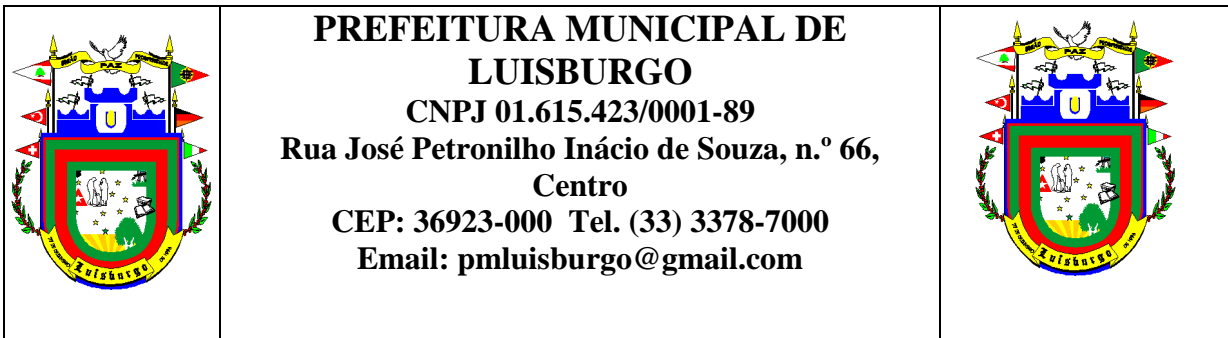 PREFEITURA MUNICIPAL DE
LUISBURGO
CNPJ 01.615.423/0001-89
Rua José Petronilho Inácio de Souza, n.º 66,
Centro
CEP: 36923-000 Tel. (33) 3378-7000
Email: pmluisburgo@gmail.com
PAZ
Luisburgo
PAZ
Luisburgo